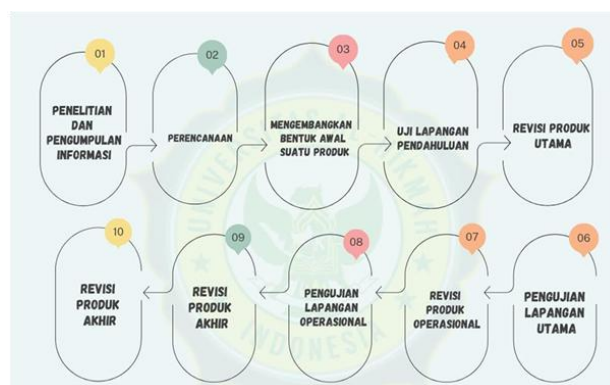 01
PENELITIAN
DAN
PENGUMPULAN
INFORMASI
02
PERENCANAAN
03
MENGEMBANGKAN
BENTUK AWAL
SUATU PRODUK
04
UJI LAPANGAN
PENDAHULUAN
05
REVISI PRODUK
UTAMA
06
PENGUJIAN
LAPANGAN
UTAMA
07
REVISI
PRODUK
OPERASIONAL
08
PENGUJIAN
LAPANGAN
OPERASIONAL
09
REVISI
PRODUK
AKHIR
10
REVISI
PRODUK
AKHIR
INDONESIA